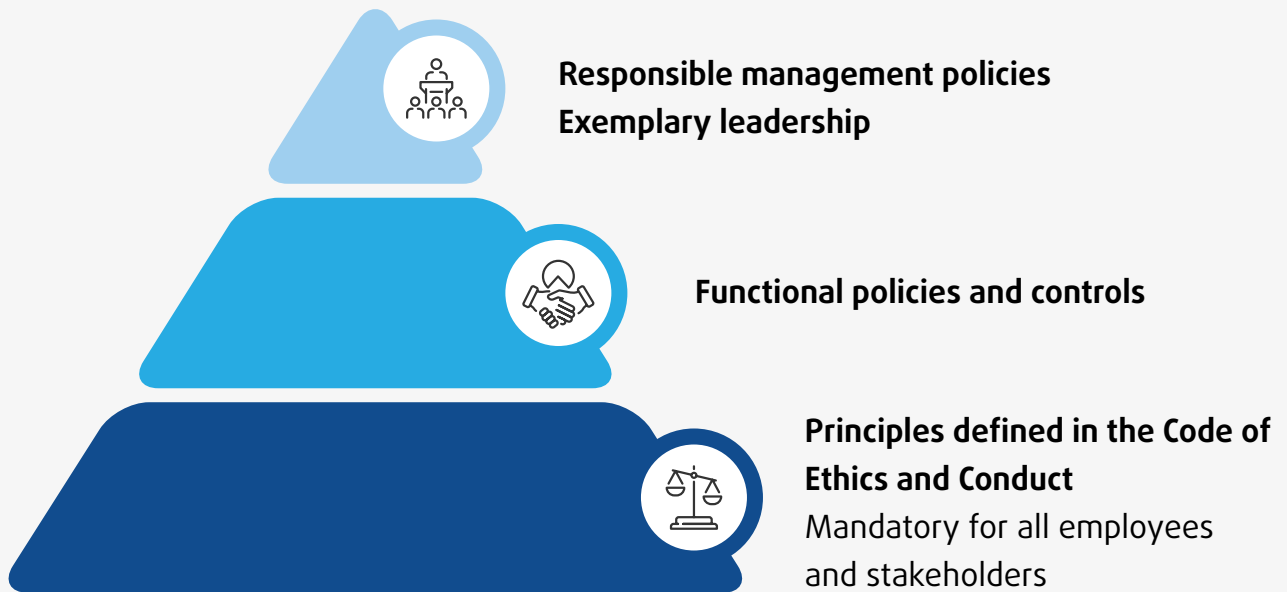 Responsible management policies
Exemplary leadership
Functional policies and controls
Principles defined in the Code of
Ethics and Conduct
Mandatory for all employees
and stakeholders